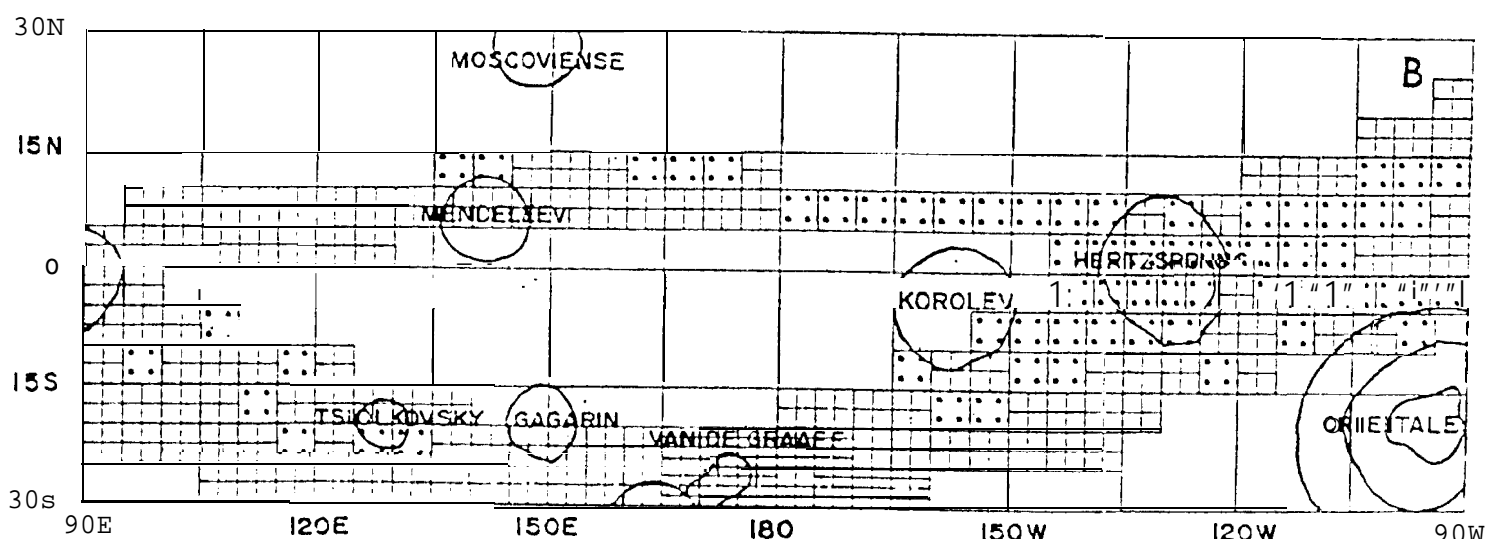 30N
MOSCOVIENSE
B
15N
MENDELEEV
0
HERTZSPRUNG
KOROLEV
15S
TSIOLKOVSKY GAGARIN
ORIENTALE
VAN DE GRAAFF
30S
90E 120E 150E 180 150W 120W 90W